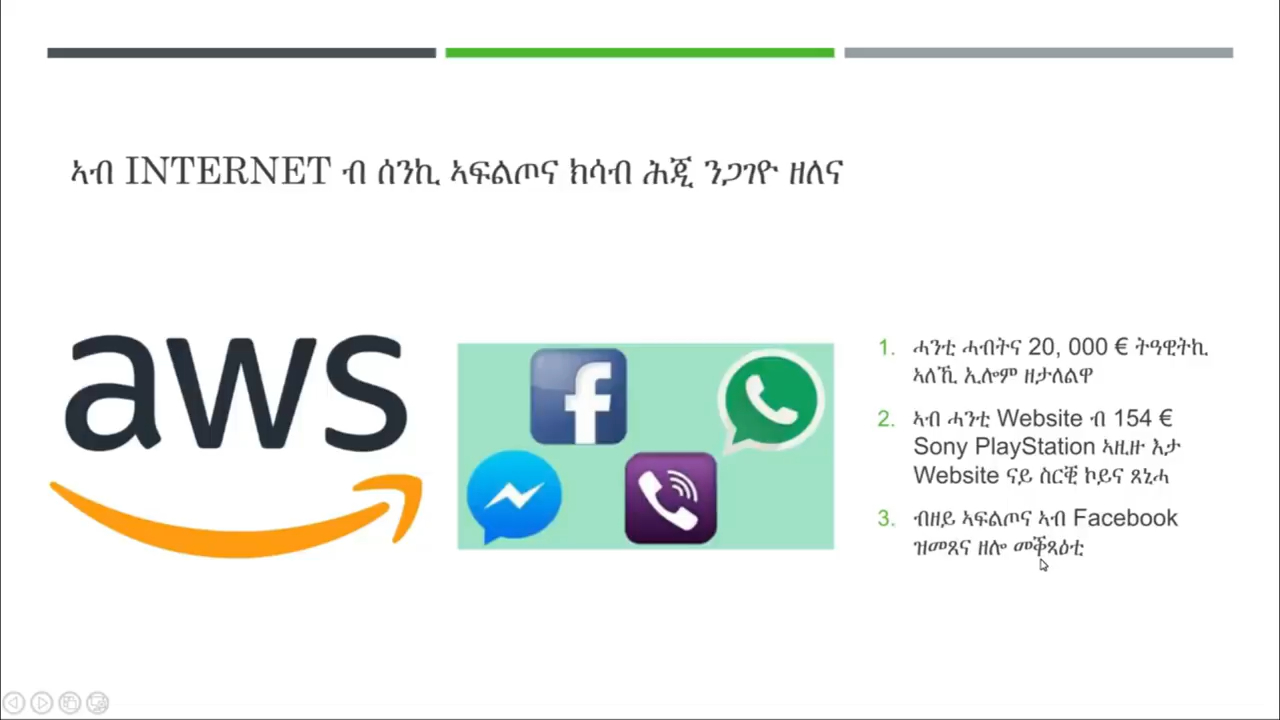 ኣብ INTERNET ብ ሰንኪ ኣፍልጦና ክሳብ ሕጂ ንጋገዮ ዘለና
aws
1. ሓንቲ ሓብትና 20, 000 € ትዓዊትኪ
ኣለኺ ኢሎም ዘታለልዋ
2. ኣብ ሓንቲ Website ብ 154 €
Sony PlayStation ኣዚዙ እታ
Website ናይ ስርቂ ኮይና ጸኒሓ
3. ብዘይ ኣፍልጦና ኣብ Facebook
ዝመጸና ዘሎ መቕጻዕቲ